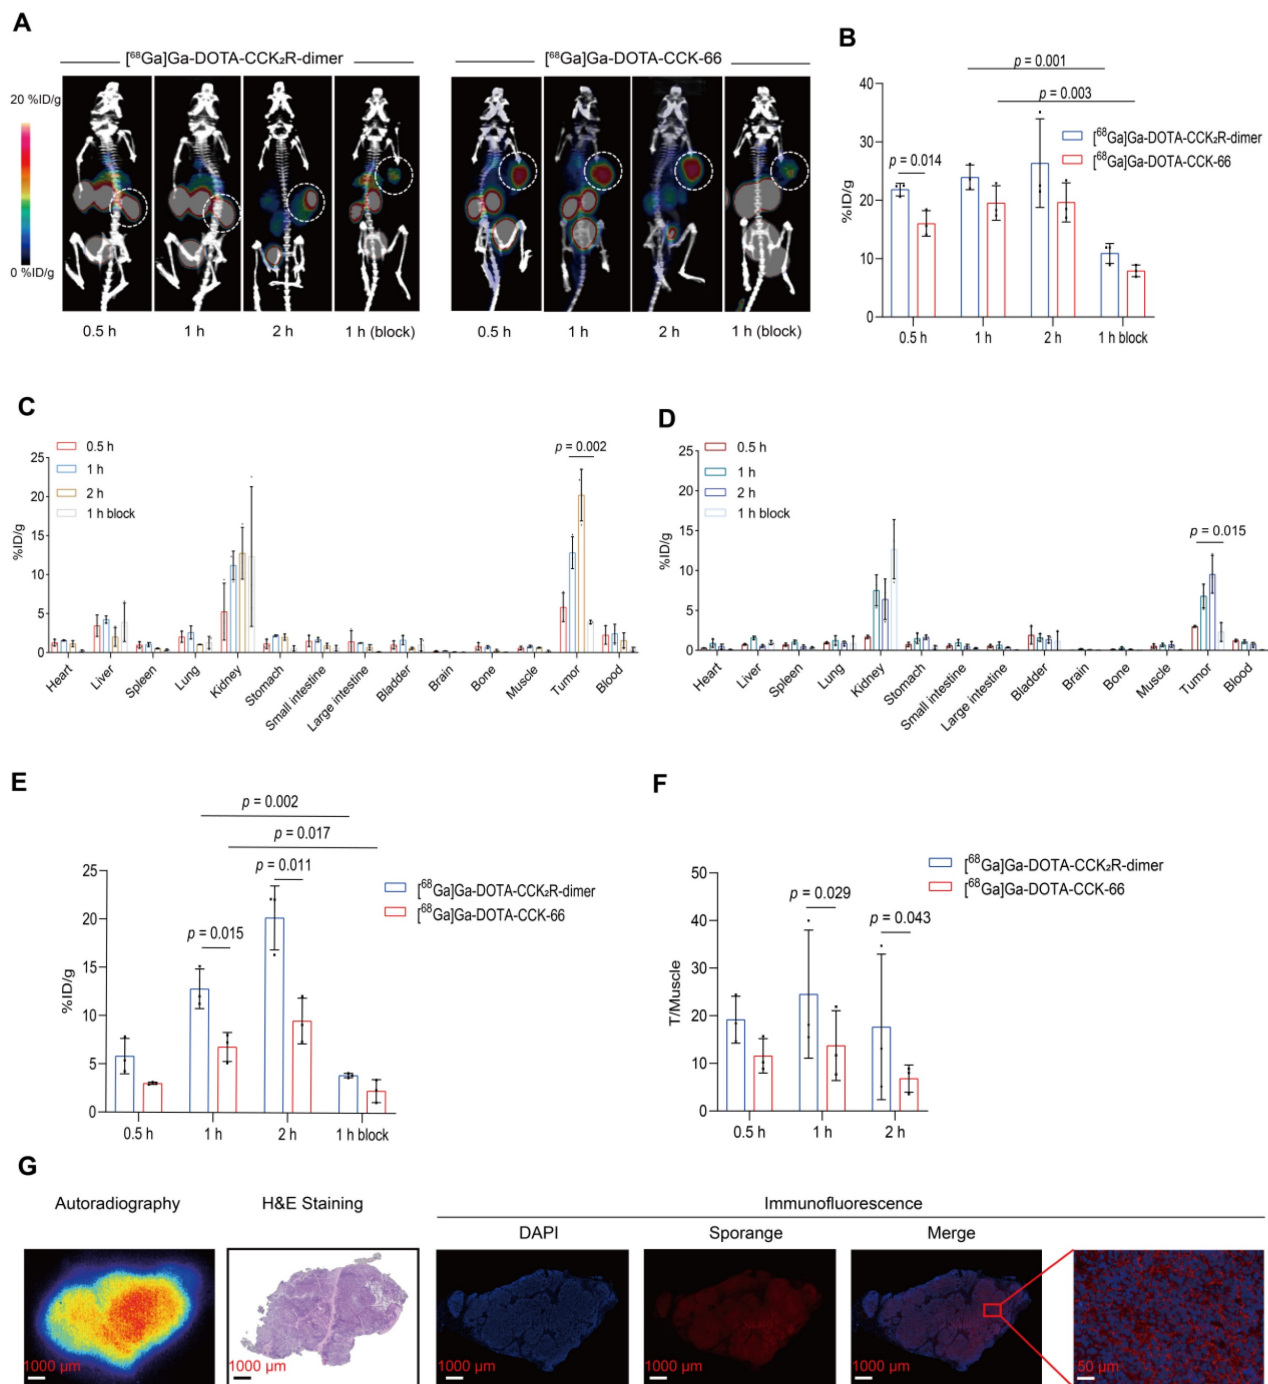 A
[⁶⁸Ga]Ga-DOTA-CCK₂R-dimer
[⁶⁸Ga]Ga-DOTA-CCK-66
20 %ID/g
0 %ID/g
0.5 h
1 h
2 h
1 h (block)
0.5 h
1 h
2 h
1 h (block)
B
p = 0.001
p = 0.003
p = 0.014
[⁶⁸Ga]Ga-DOTA-CCK₂R-dimer
[⁶⁸Ga]Ga-DOTA-CCK-66
%ID/g
40
30
20
10
0
0.5 h
1 h
2 h
1 h block
C
0.5 h
1 h
2 h
1 h block
p = 0.002
%ID/g
25
20
15
10
5
0
Heart
Liver
Spleen
Lung
Kidney
Stomach
Small intestine
Large intestine
Bladder
Brain
Bone
Muscle
Tumor
Blood
D
0.5 h
1 h
2 h
1 h block
p = 0.015
%ID/g
25
20
15
10
5
0
Heart
Liver
Spleen
Lung
Kidney
Stomach
Small intestine
Large intestine
Bladder
Brain
Bone
Muscle
Tumor
Blood
E
p = 0.002
p = 0.017
p = 0.011
p = 0.015
[⁶⁸Ga]Ga-DOTA-CCK₂R-dimer
[⁶⁸Ga]Ga-DOTA-CCK-66
%ID/g
25
20
15
10
5
0
0.5 h
1 h
2 h
1 h block
F
[⁶⁸Ga]Ga-DOTA-CCK₂R-dimer
[⁶⁸Ga]Ga-DOTA-CCK-66
p = 0.029
p = 0.043
T/Muscle
50
40
30
20
10
0
0.5 h
1 h
2 h
G
Autoradiography
H&E Staining
Immunofluorescence
DAPI
Sporange
Merge
1000 µm
1000 µm
1000 µm
1000 µm
1000 µm
50 µm